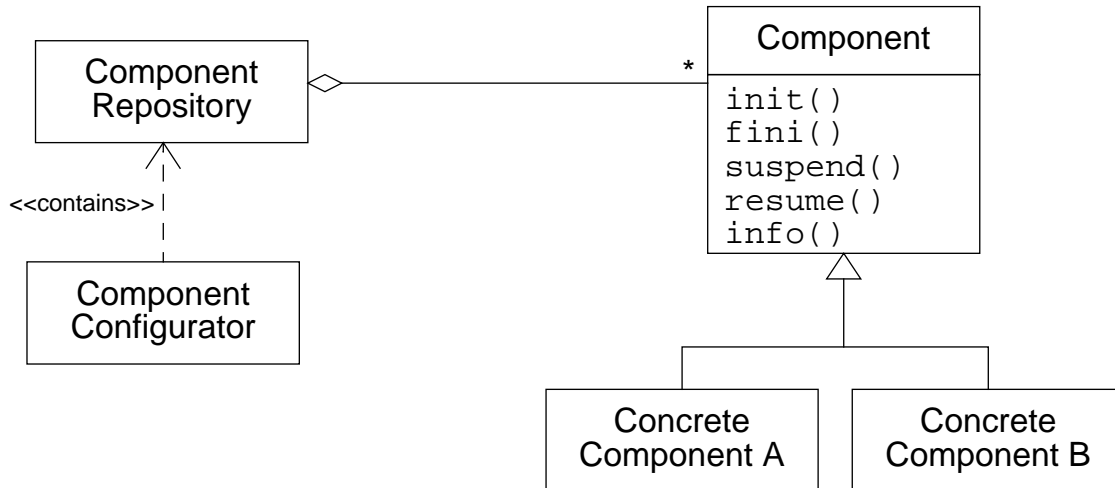 Component
Repository
*
Component
init()
fini()
suspend()
resume()
info()
<<contains>>
Component
Configurator
Concrete
Component A
Concrete
Component B